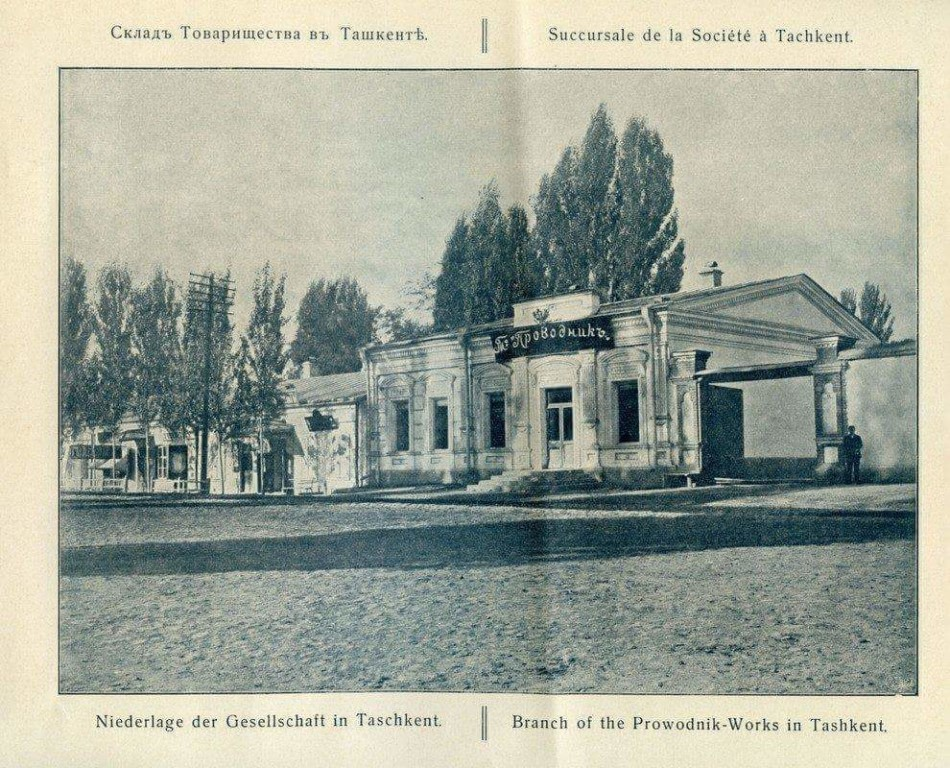 Складъ Товарищества въ Ташкентѣ.
Succursale de la Société à Tachkent.
Т-во Проводникъ.
Niederlage der Gesellschaft in Taschkent.
Branch of the Prowodnik-Works in Tashkent.